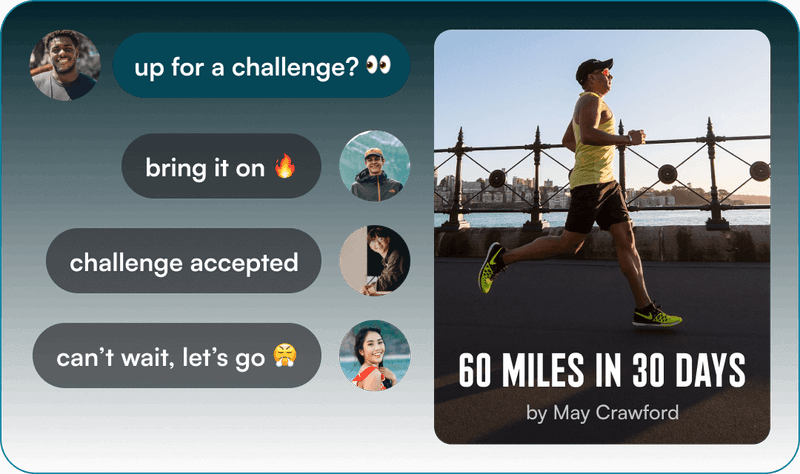 up for a challenge? 👀
bring it on 🔥
challenge accepted
can’t wait, let’s go 😤
60 MILES IN 30 DAYS
by May Crawford